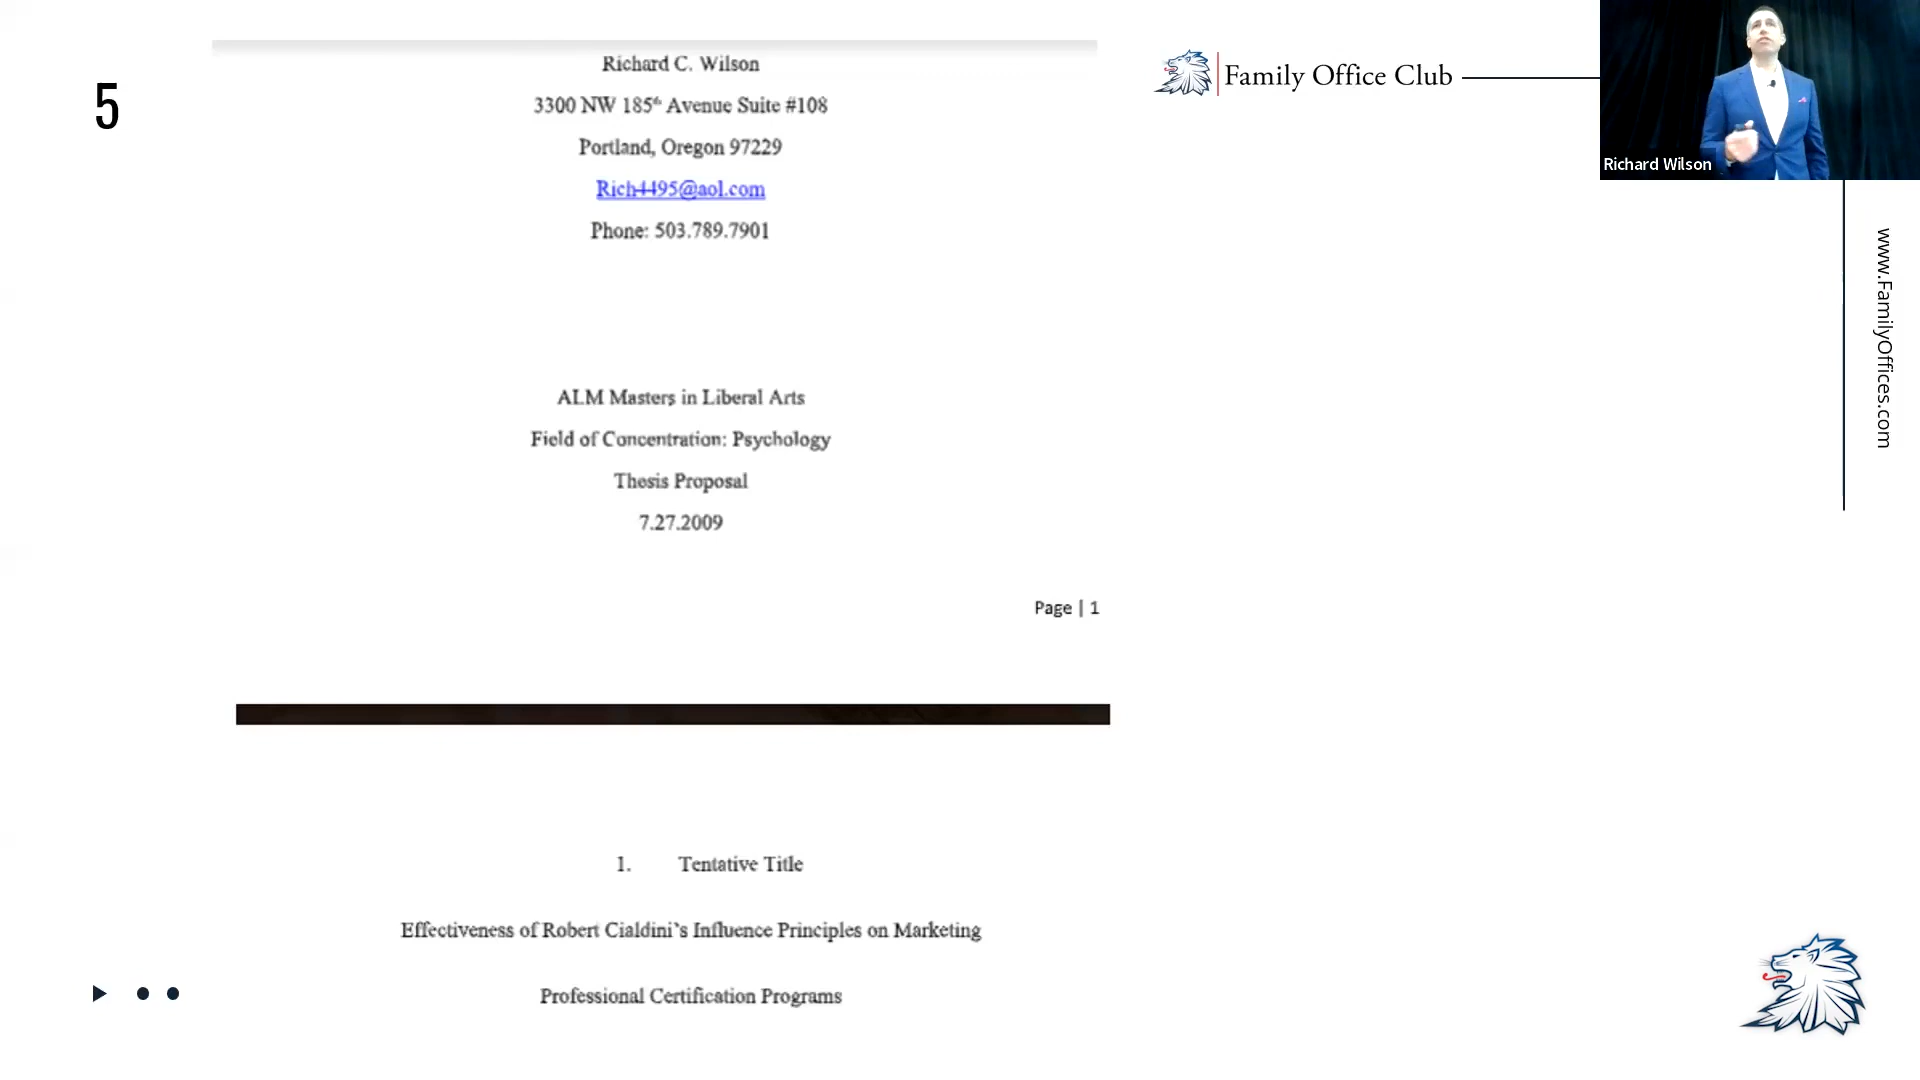 5
Richard C. Wilson
3300 NW 185th Avenue Suite #108
Portland, Oregon 97229
Rich4495@aol.com
Phone: 503.789.7901
ALM Masters in Liberal Arts
Field of Concentration: Psychology
Thesis Proposal
7.27.2009
Page | 1
1. Tentative Title
Effectiveness of Robert Cialdini's Influence Principles on Marketing
Professional Certification Programs
Family Office Club
Richard Wilson
www.FamilyOffices.com